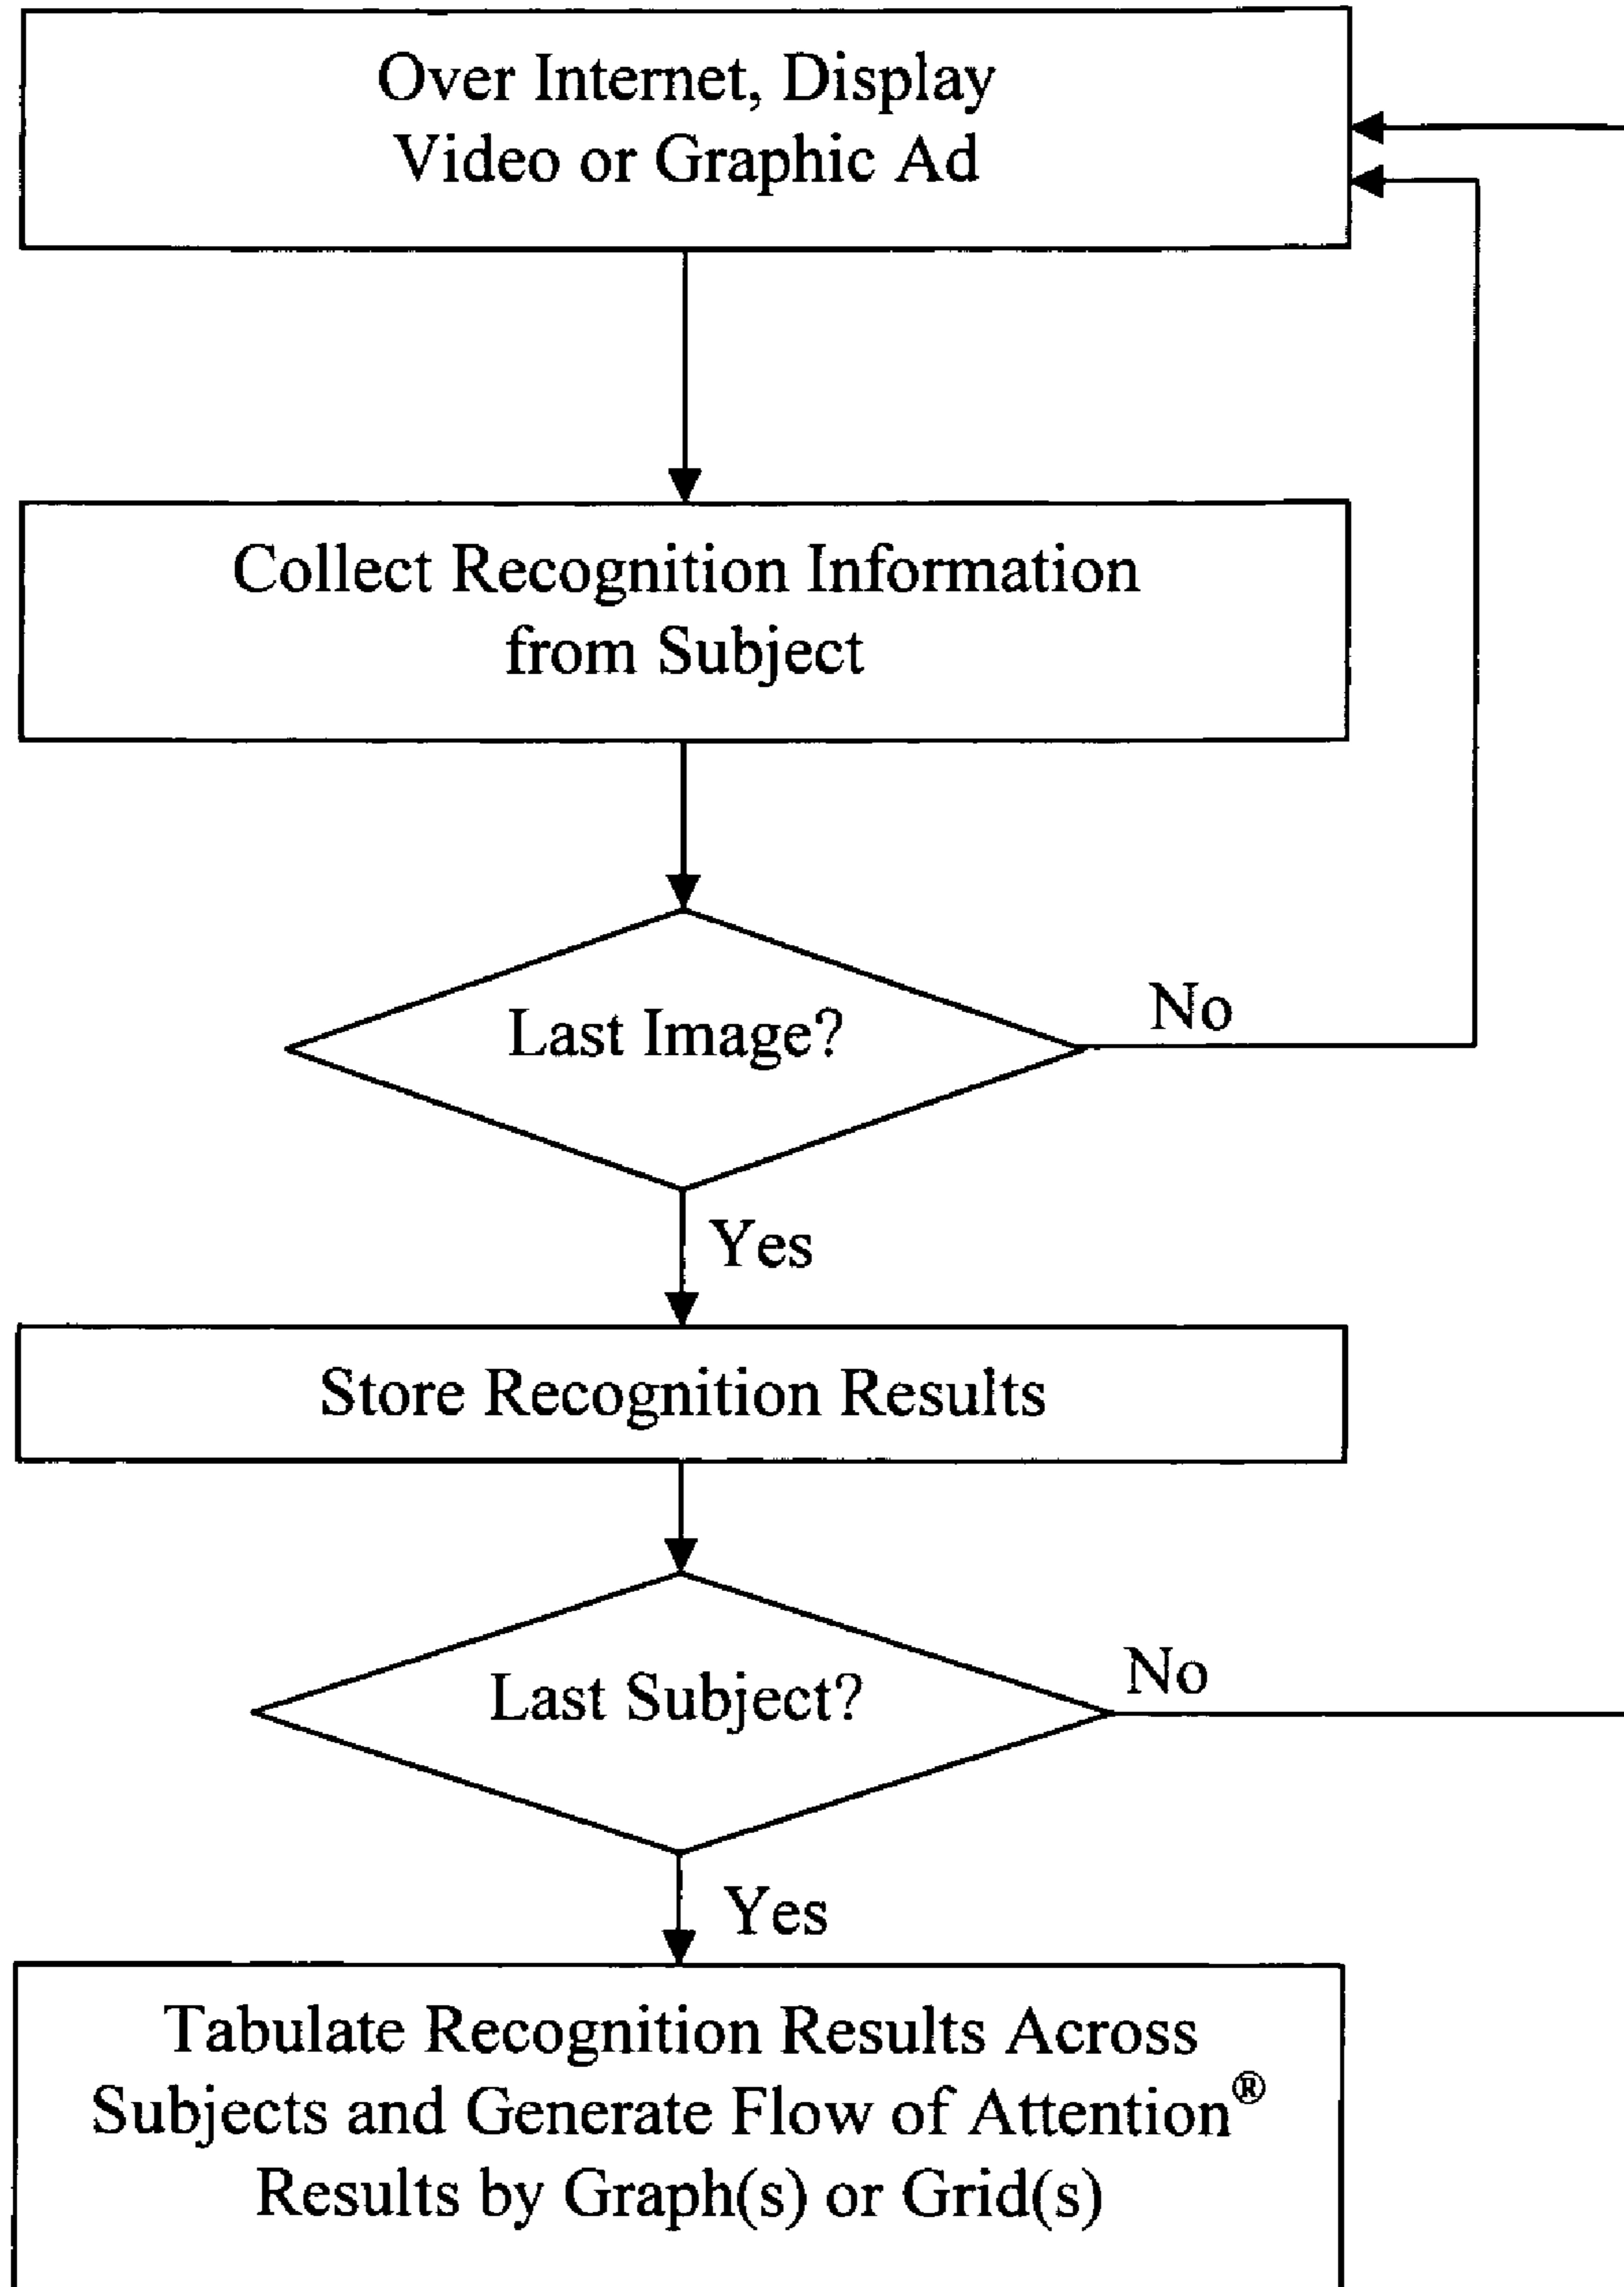 Over Internet, Display
Video or Graphic Ad
Collect Recognition Information
from Subject
Last Image?
No
Yes
Store Recognition Results
Last Subject?
No
Yes
Tabulate Recognition Results Across
Subjects and Generate Flow of Attention®
Results by Graph(s) or Grid(s)